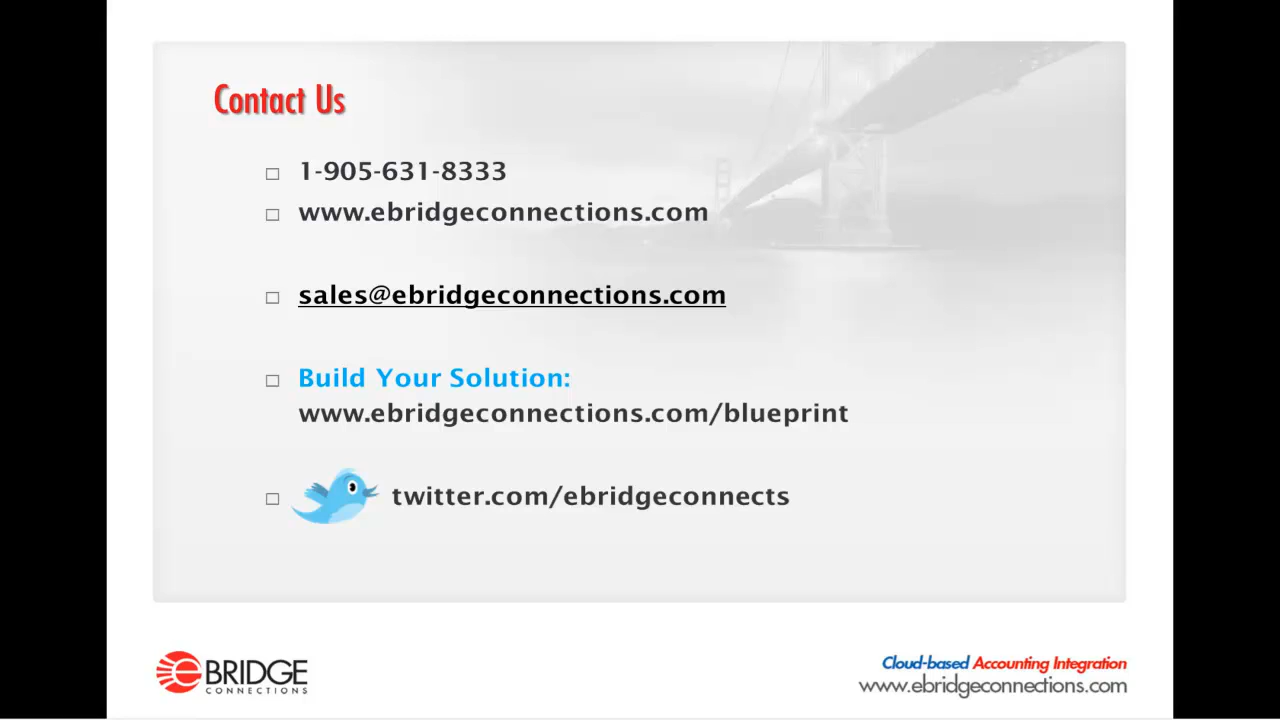 Contact Us
1-905-631-8333
www.ebridgeconnections.com
sales@ebridgeconnections.com
Build Your Solution:
www.ebridgeconnections.com/blueprint
twitter.com/ebridgeconnects
eBRIDGE
CONNECTIONS
Cloud-based Accounting Integration
www.ebridgeconnections.com